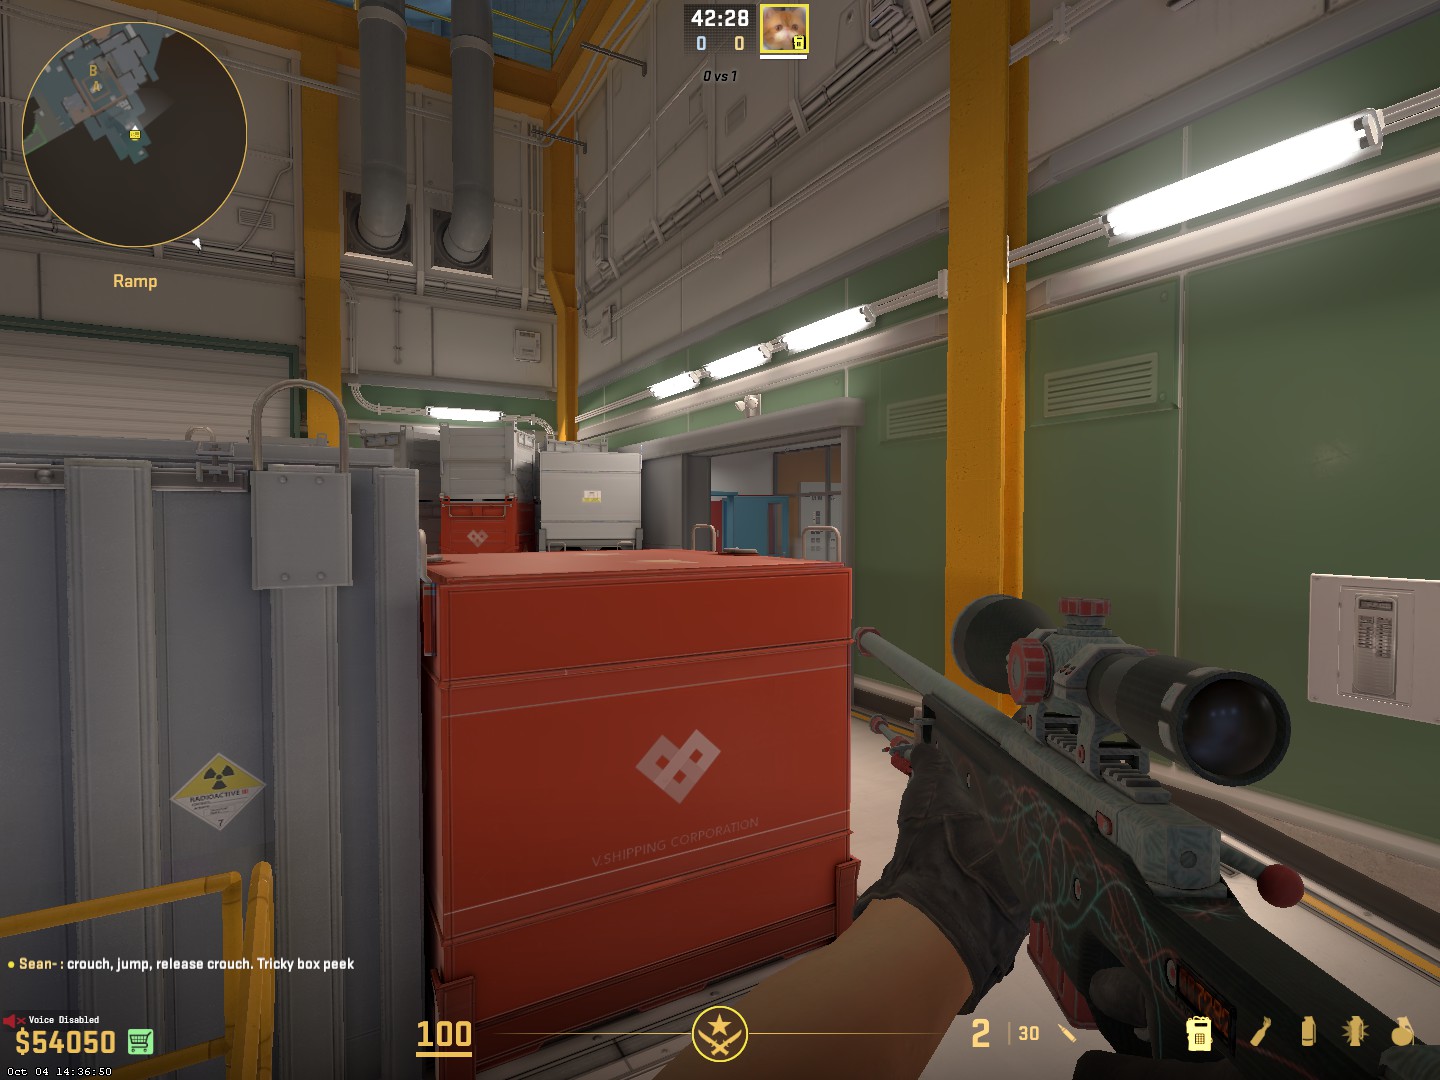 42:28
0 0
0 vs 1
B
A
Ramp
RADIOACTIVE III
7
V.SHIPPING CORPORATION
Sean- : crouch, jump, release crouch. Tricky box peek
Voice Disabled
$54050
100
2 30
Oct 04 14:36:50